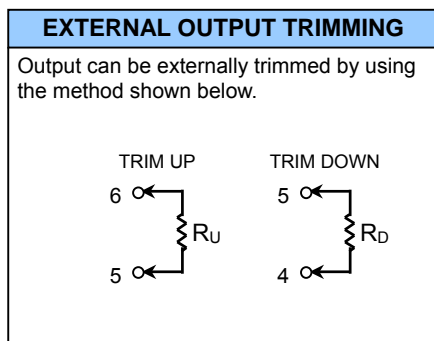 EXTERNAL OUTPUT TRIMMING
Output can be externally trimmed by using
the method shown below.
TRIM UP TRIM DOWN
6 5
RU RD
5 4